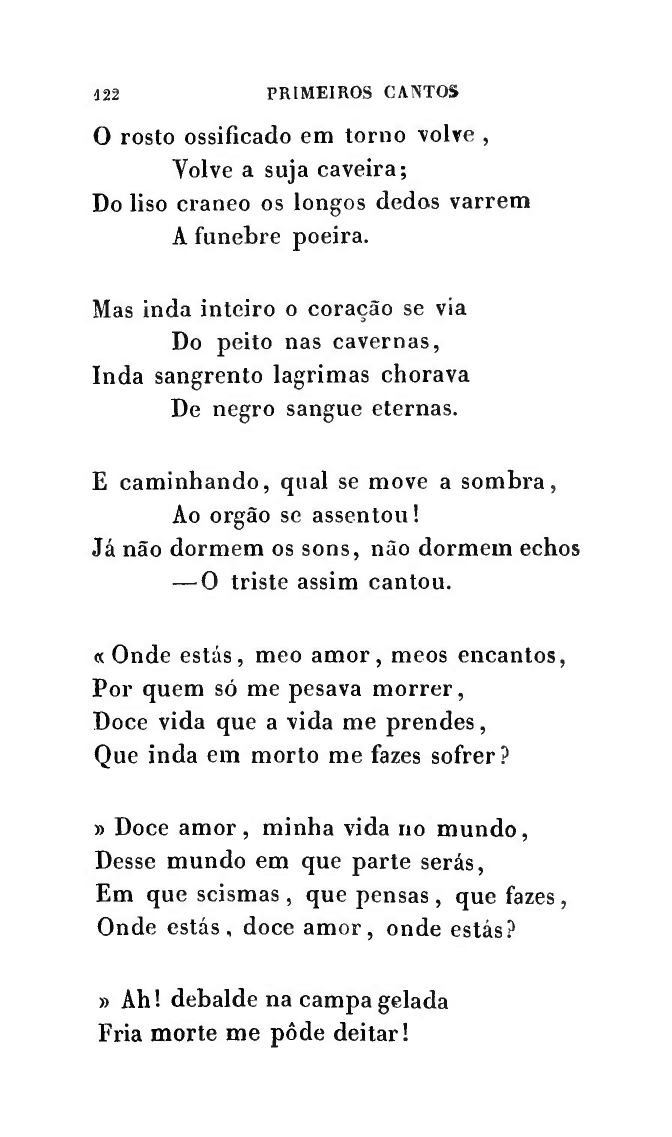 122 PRIMEIROS CANTOS
O rosto ossificado em torno volve,
Volve a suja caveira;
Do liso craneo os longos dedos varrem
A funebre poeira.
Mas inda inteiro o coração se via
Do peito nas cavernas,
Inda sangrento lagrimas chorava
De negro sangue eternas.
E caminhando, qual se move a sombra,
Ao orgão se assentou!
Já não dormem os sons, não dormem echos
—O triste assim cantou.
« Onde estás, meo amor, meos encantos,
Por quem só me pesava morrer,
Doce vida que a vida me prendes,
Que inda em morto me fazes sofrer?
» Doce amor, minha vida no mundo,
Desse mundo em que parte serás,
Em que scismas, que pensas, que fazes,
Onde estás, doce amor, onde estás?
» Ah! debalde na campa gelada
Fria morte me pôde deitar!